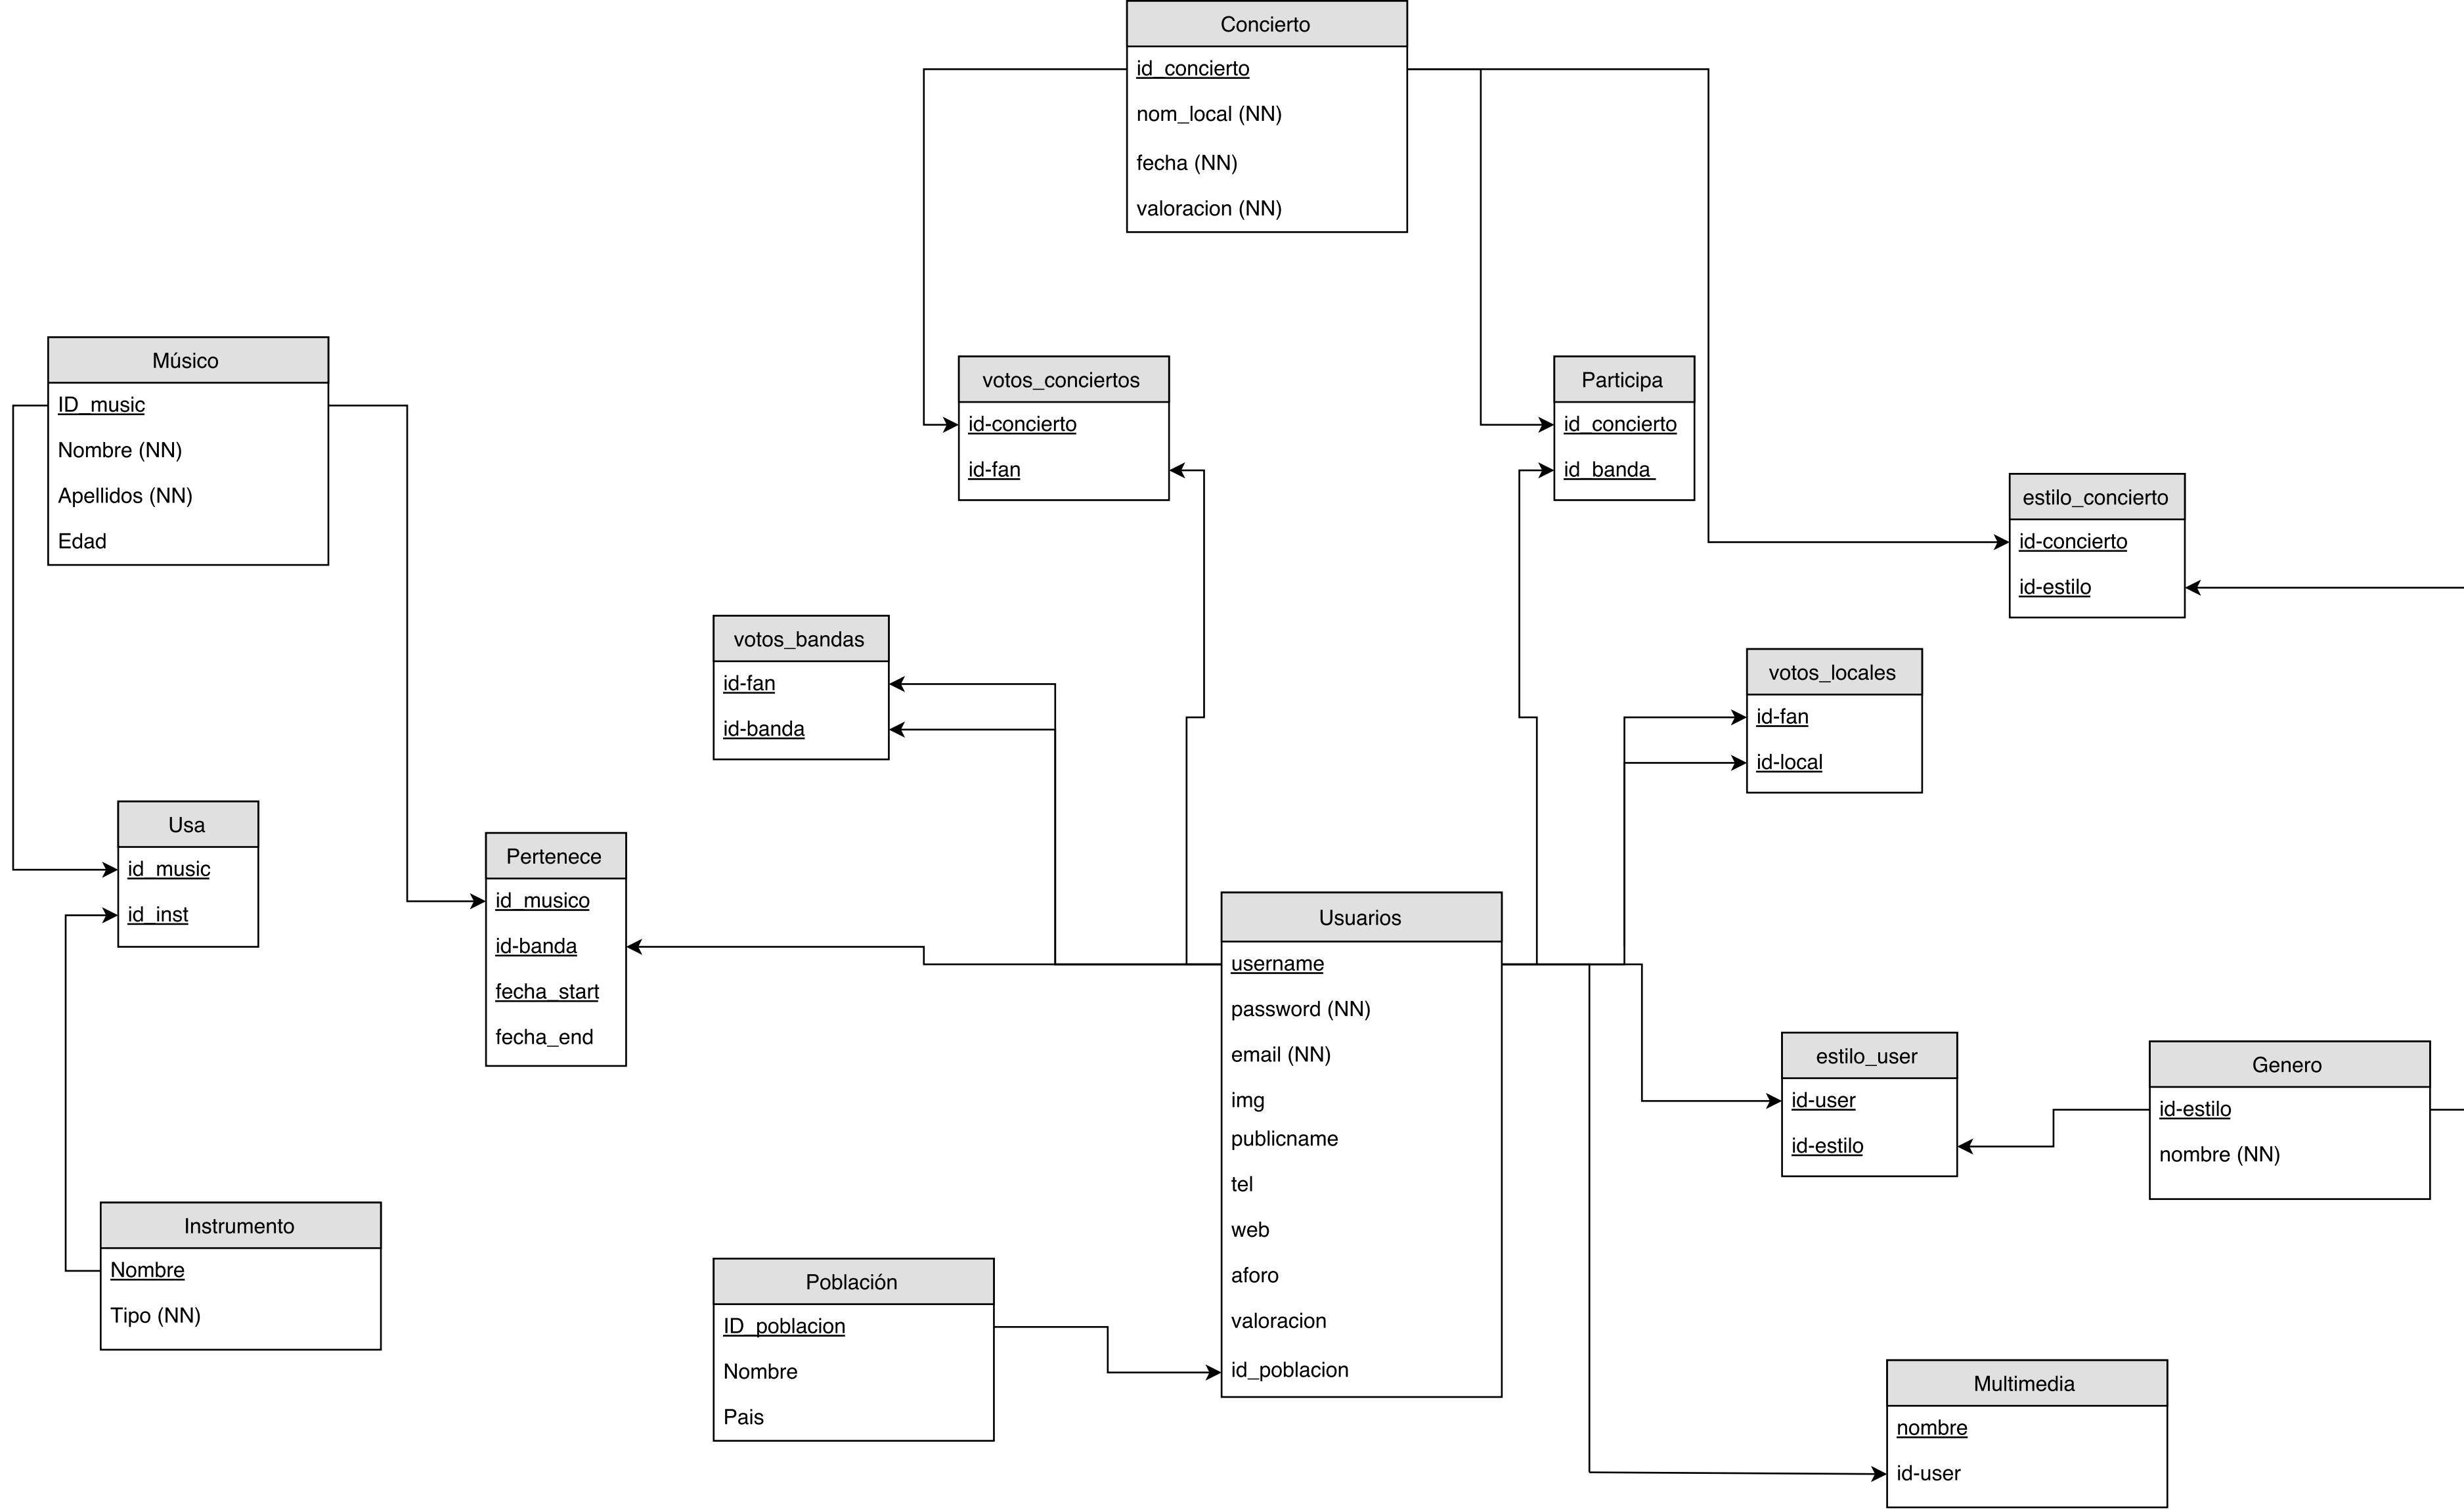 Concierto
id_concierto
nom_local (NN)
fecha (NN)
valoracion (NN)
Músico
ID_music
Nombre (NN)
Apellidos (NN)
Edad
votos_conciertos
id-concierto
id-fan
Participa
id_concierto
id_banda
estilo_concierto
id-concierto
id-estilo
votos_bandas
id-fan
id-banda
votos_locales
id-fan
id-local
Usa
id_music
id_inst
Pertenece
id_musico
id-banda
fecha_start
fecha_end
Usuarios
username
password (NN)
email (NN)
img
publicname
tel
web
aforo
valoracion
id_poblacion
estilo_user
id-user
id-estilo
Genero
id-estilo
nombre (NN)
Instrumento
Nombre
Tipo (NN)
Población
ID_poblacion
Nombre
Pais
Multimedia
nombre
id-user